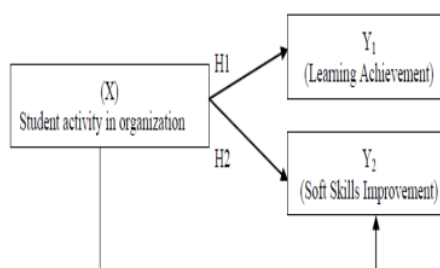 H1
Y₁
(Learning Achievement)
(X)
Student activity in organization
H2
Y₂
(Soft Skills Improvement)